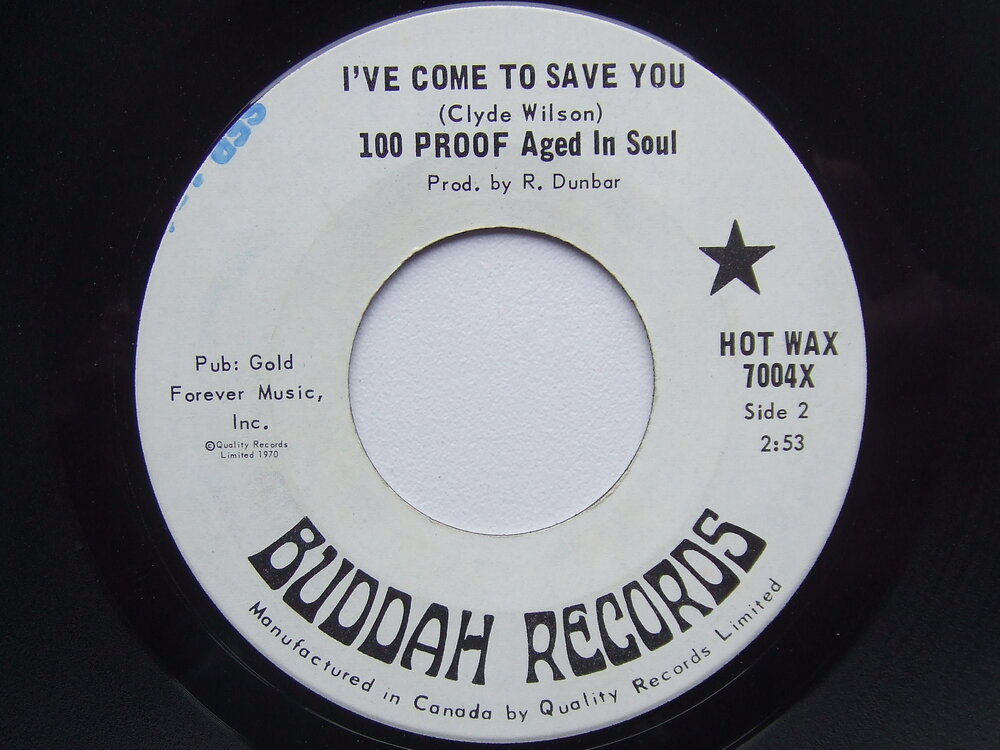 I'VE COME TO SAVE YOU
(Clyde Wilson)
100 PROOF Aged In Soul
Prod. by R. Dunbar
HOT WAX
7004X
Side 2
2:53
Pub: Gold
Forever Music,
Inc.
©Quality Records
Limited 1970
BUDDAH RECORDS
Manufactured in Canada by Quality Records Limited